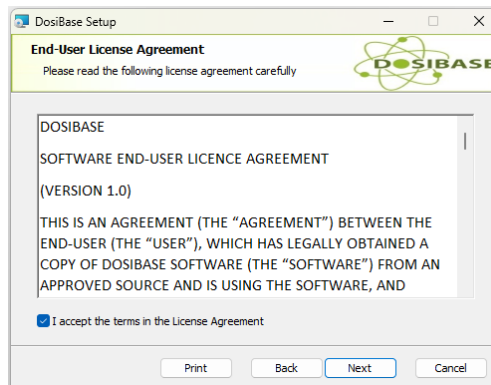 DosiBase Setup
End-User License Agreement
Please read the following license agreement carefully
DOSIBASE
DOSIBASE
SOFTWARE END-USER LICENCE AGREEMENT
(VERSION 1.0)
THIS IS AN AGREEMENT (THE “AGREEMENT”) BETWEEN THE
END-USER (THE “USER”), WHICH HAS LEGALLY OBTAINED A
COPY OF DOSIBASE SOFTWARE (THE “SOFTWARE”) FROM AN
APPROVED SOURCE AND IS USING THE SOFTWARE, AND
I accept the terms in the License Agreement
Print Back Next Cancel